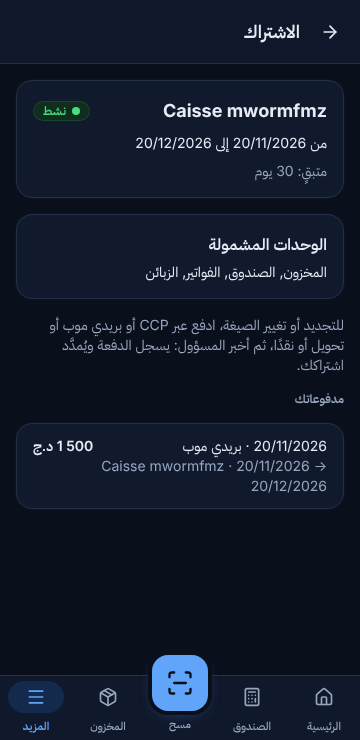 الاشتراك
Caisse mwormfmz
نشط
من 20/11/2026 إلى 20/12/2026
متبقٍ: 30 يوم
الوحدات المشمولة
المخزون, الصندوق, الفواتير, الزبائن
للتجديد أو تغيير الصيغة، ادفع عبر CCP أو بريدي موب أو
تحويل أو نقدًا، ثم أخبر المسؤول: يسجل الدفعة ويُمدَّد
اشتراكك.
مدفوعاتك
20/11/2026 · بريدي موب
1 500 د.ج
Caisse mwormfmz · 20/11/2026 →
20/12/2026
الرئيسية
الصندوق
مسح
المخزون
المزيد